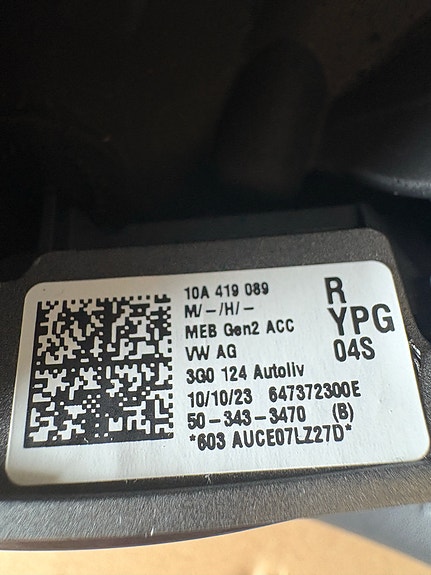 10A 419 089 R
M/-/H/- YPG
MEB Gen2 ACC
VW AG 04S
3G0 124 Autoliv
10/10/23 647372300E
50-343-3470 (B)
*603 AUCE07LZ27D*